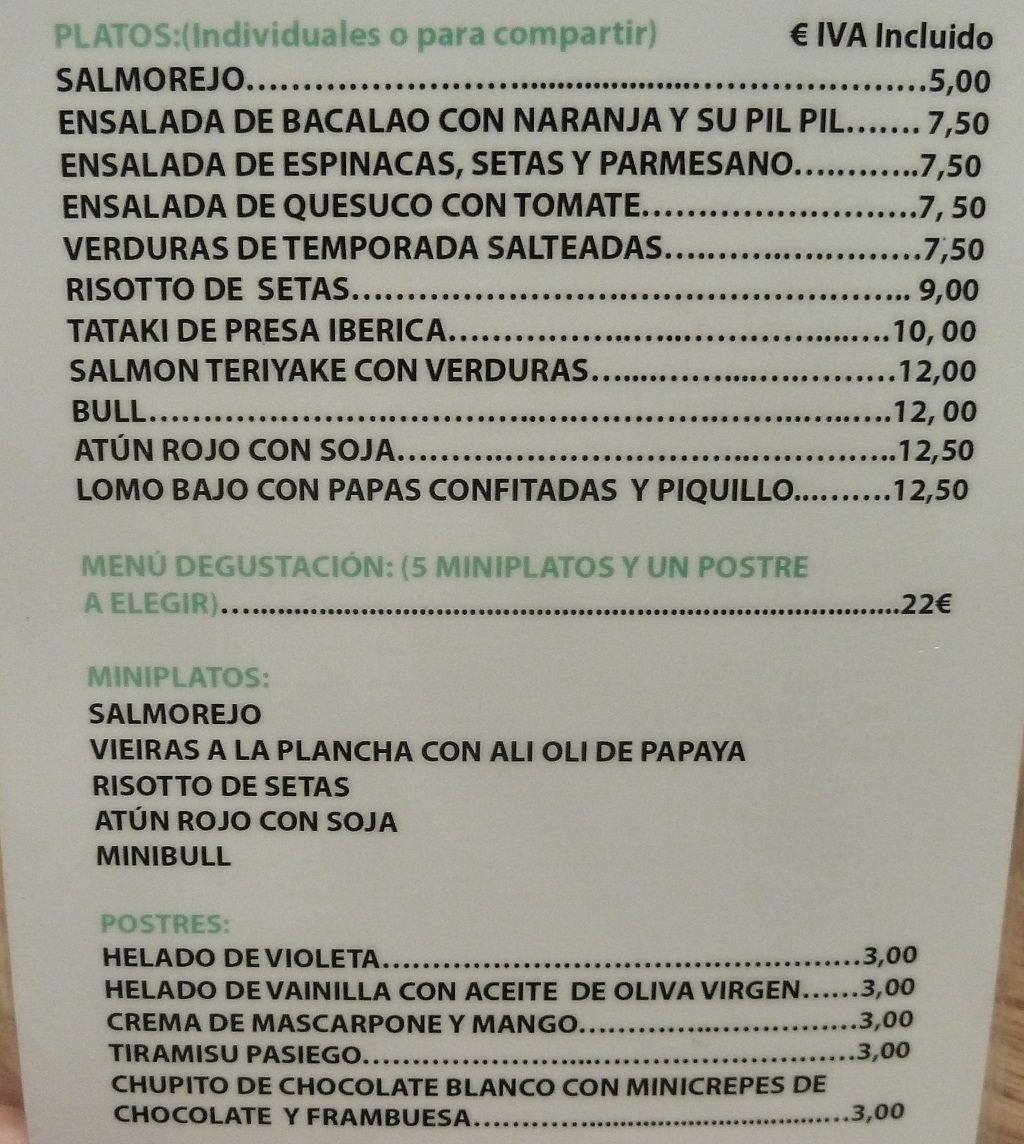 PLATOS:(Individuales o para compartir) € IVA Incluido
SALMOREJO....................................................5,00
ENSALADA DE BACALAO CON NARANJA Y SU PIL PIL....... 7,50
ENSALADA DE ESPINACAS, SETAS Y PARMESANO............7,50
ENSALADA DE QUESUCO CON TOMATE..........................7, 50
VERDURAS DE TEMPORADA SALTEADAS........................7,50
RISOTTO DE SETAS.................................................... 9,00
TATAKI DE PRESA IBERICA..........................................10, 00
SALMON TERIYAKE CON VERDURAS.............................12,00
BULL......................................................................12, 00
ATÚN ROJO CON SOJA...............................................12,50
LOMO BAJO CON PAPAS CONFITADAS Y PIQUILLO..........12,50
MENÚ DEGUSTACIÓN: (5 MINIPLATOS Y UN POSTRE
A ELEGIR)................................................................................22€
MINIPLATOS:
SALMOREJO
VIEIRAS A LA PLANCHA CON ALI OLI DE PAPAYA
RISOTTO DE SETAS
ATÚN ROJO CON SOJA
MINIBULL
POSTRES:
HELADO DE VIOLETA................................................3,00
HELADO DE VAINILLA CON ACEITE DE OLIVA VIRGEN......3,00
CREMA DE MASCARPONE Y MANGO............................3,00
TIRAMISU PASIEGO..................................................3,00
CHUPITO DE CHOCOLATE BLANCO CON MINICREPES DE
CHOCOLATE Y FRAMBUESA........................................3,00